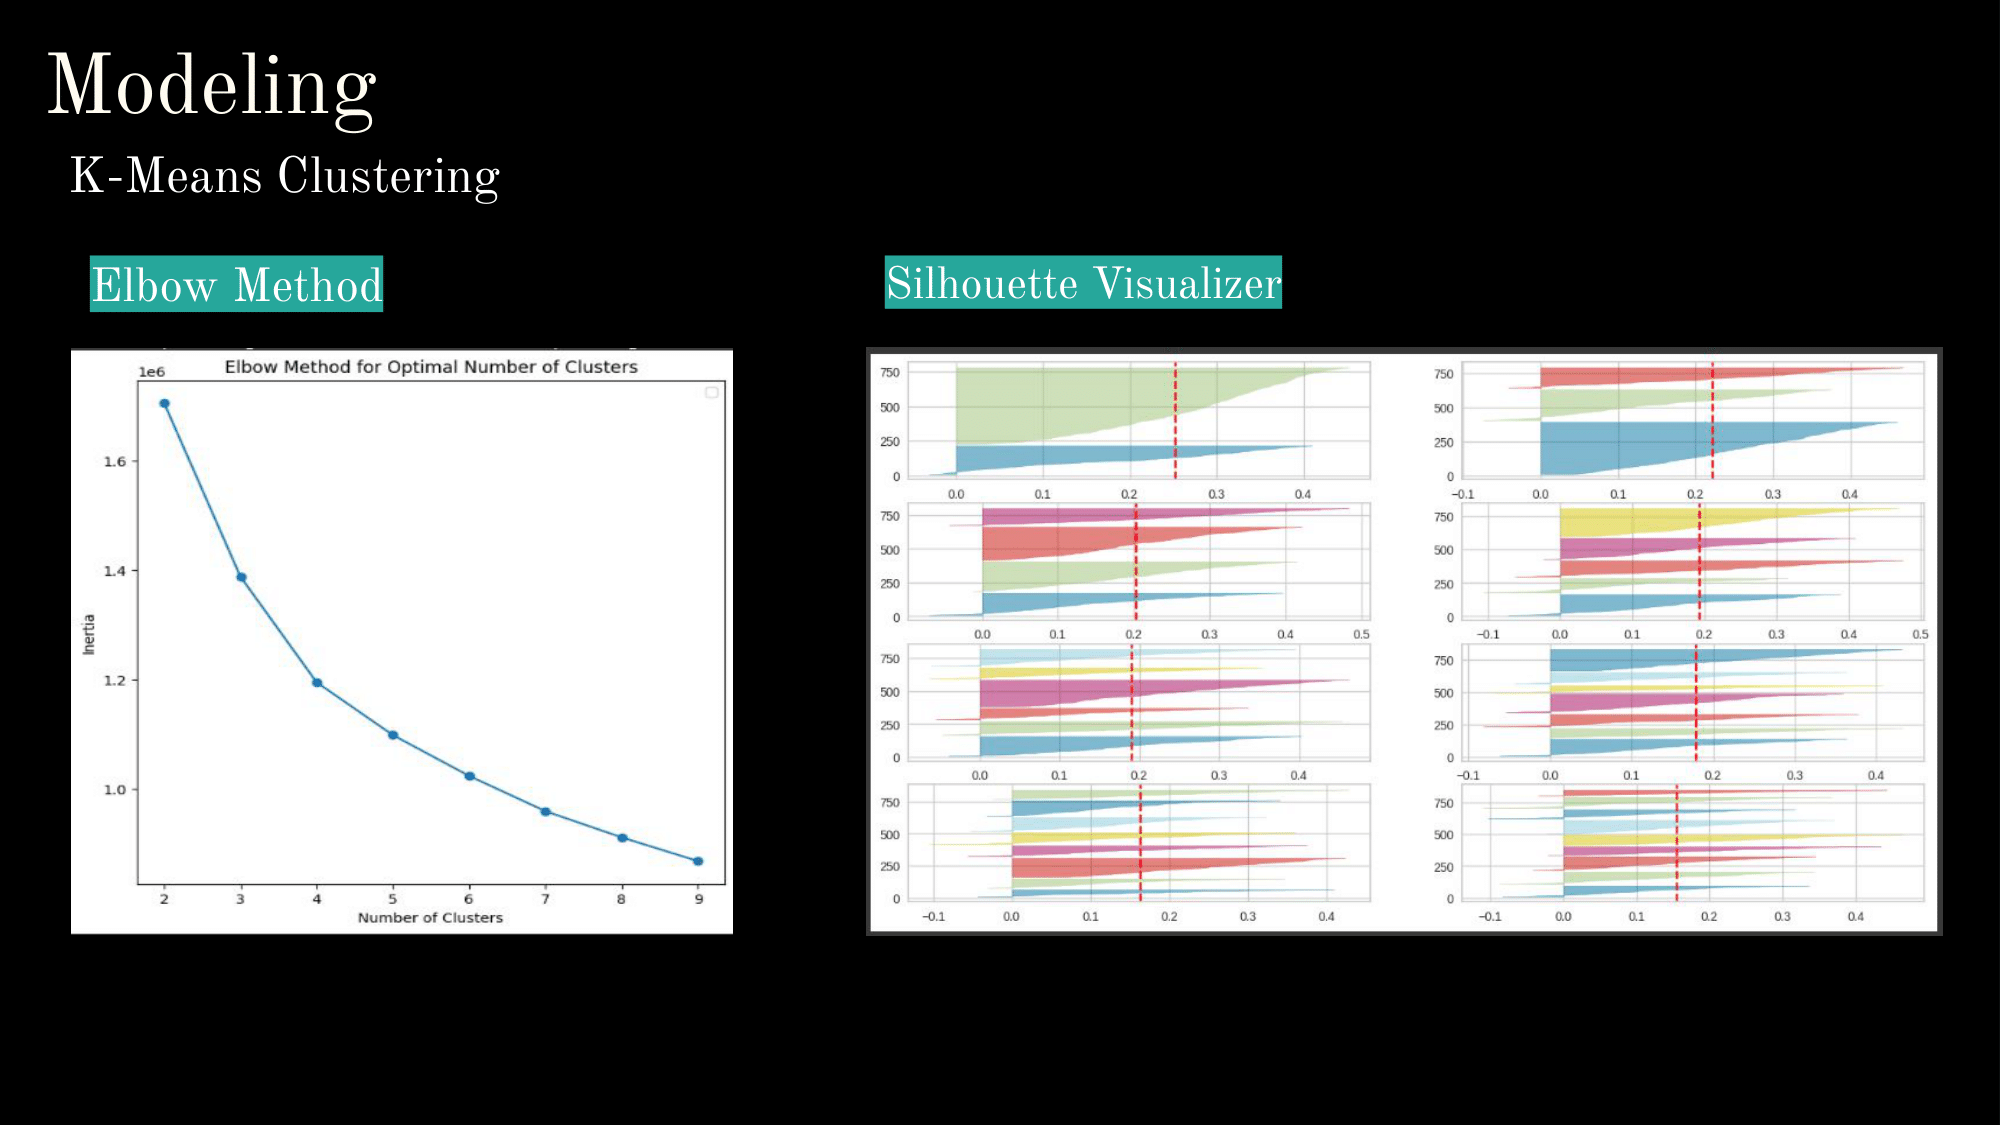 Modeling
K-Means Clustering
Elbow Method
Silhouette Visualizer
Elbow Method for Optimal Number of Clusters
1e6
1.6
1.4
1.2
1.0
Inertia
2 3 4 5 6 7 8 9
Number of Clusters
750
500
250
0
0.0 0.1 0.2 0.3 0.4
750
500
250
0
−0.1 0.0 0.1 0.2 0.3 0.4
750
500
250
0
0.0 0.1 0.2 0.3 0.4 0.5
750
500
250
0
−0.1 0.0 0.1 0.2 0.3 0.4 0.5
750
500
250
0
0.0 0.1 0.2 0.3 0.4
750
500
250
0
−0.1 0.0 0.1 0.2 0.3 0.4
750
500
250
0
−0.1 0.0 0.1 0.2 0.3 0.4
750
500
250
0
−0.1 0.0 0.1 0.2 0.3 0.4